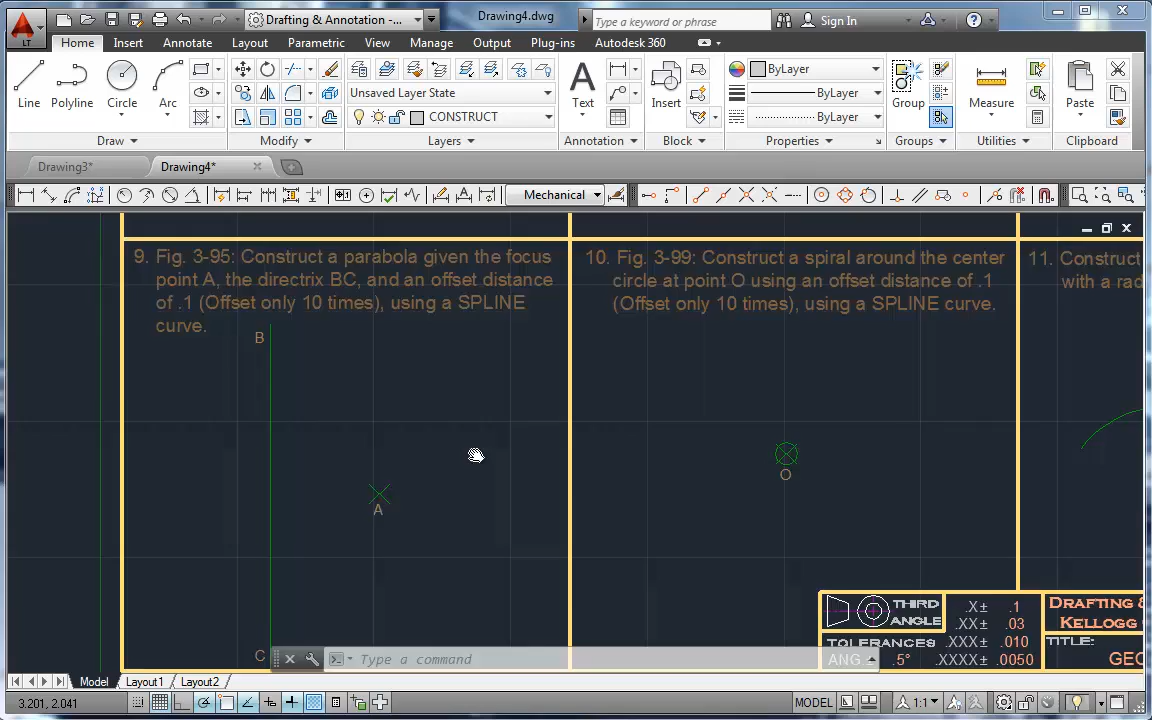 Drafting & Annotation -...
Drawing4.dwg
Type a keyword or phrase
Sign In
LT
Home Insert Annotate Layout Parametric View Manage Output Plug-ins Autodesk 360
Line Polyline Circle Arc
Unsaved Layer State
CONSTRUCT
Text
Insert
ByLayer
ByLayer
ByLayer
Group
Measure
Paste
Draw Modify Layers Annotation Block Properties Groups Utilities Clipboard
Drawing3* Drawing4*
Mechanical
9. Fig. 3-95: Construct a parabola given the focus
point A, the directrix BC, and an offset distance
of .1 (Offset only 10 times), using a SPLINE
curve.
B
A
C
10. Fig. 3-99: Construct a spiral around the center
circle at point O using an offset distance of .1
(Offset only 10 times), using a SPLINE curve.
O
11. Construct
with a rad
THIRD
ANGLE
TOLERANCES
ANG. .5°
.X± .1
.XX± .03
.XXX± .010
.XXXX± .0050
DRAFTING &
KELLOGG
TITLE:
GEO
Type a command
Model Layout1 Layout2
3.201, 2.041
MODEL
1:1